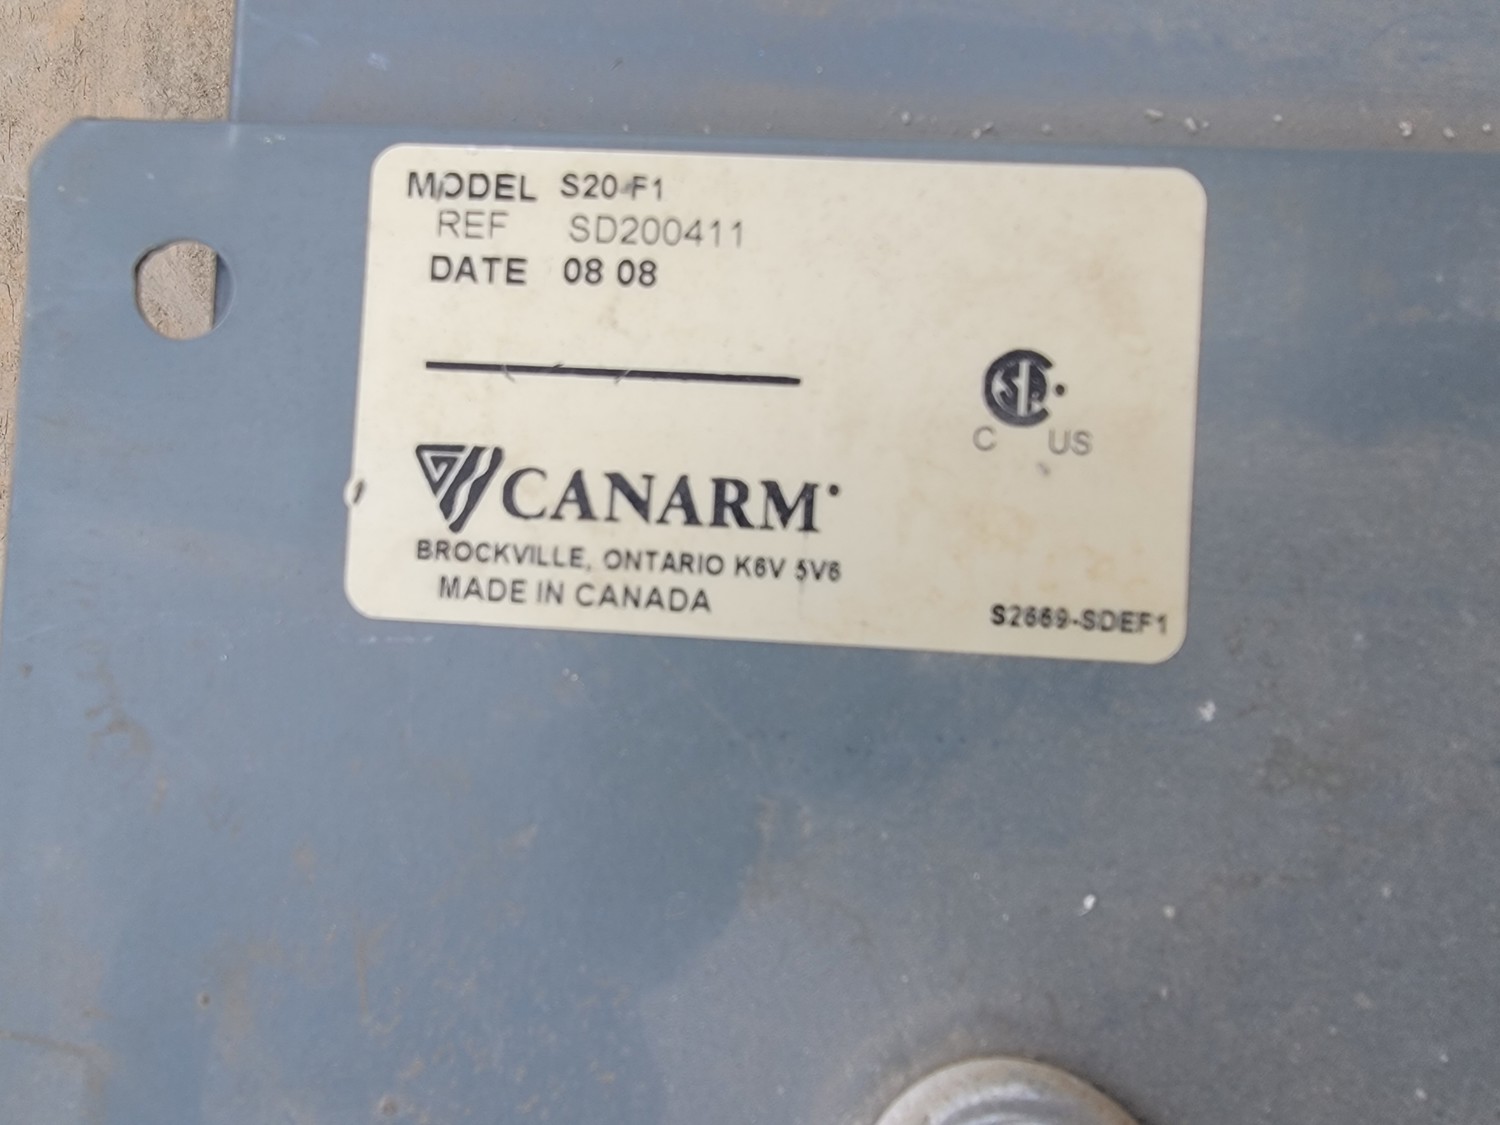 MODEL S20-F1
REF SD200411
DATE 08 08
C US
CANARM
BROCKVILLE, ONTARIO K6V 5V6
MADE IN CANADA
S2669-SDEF1